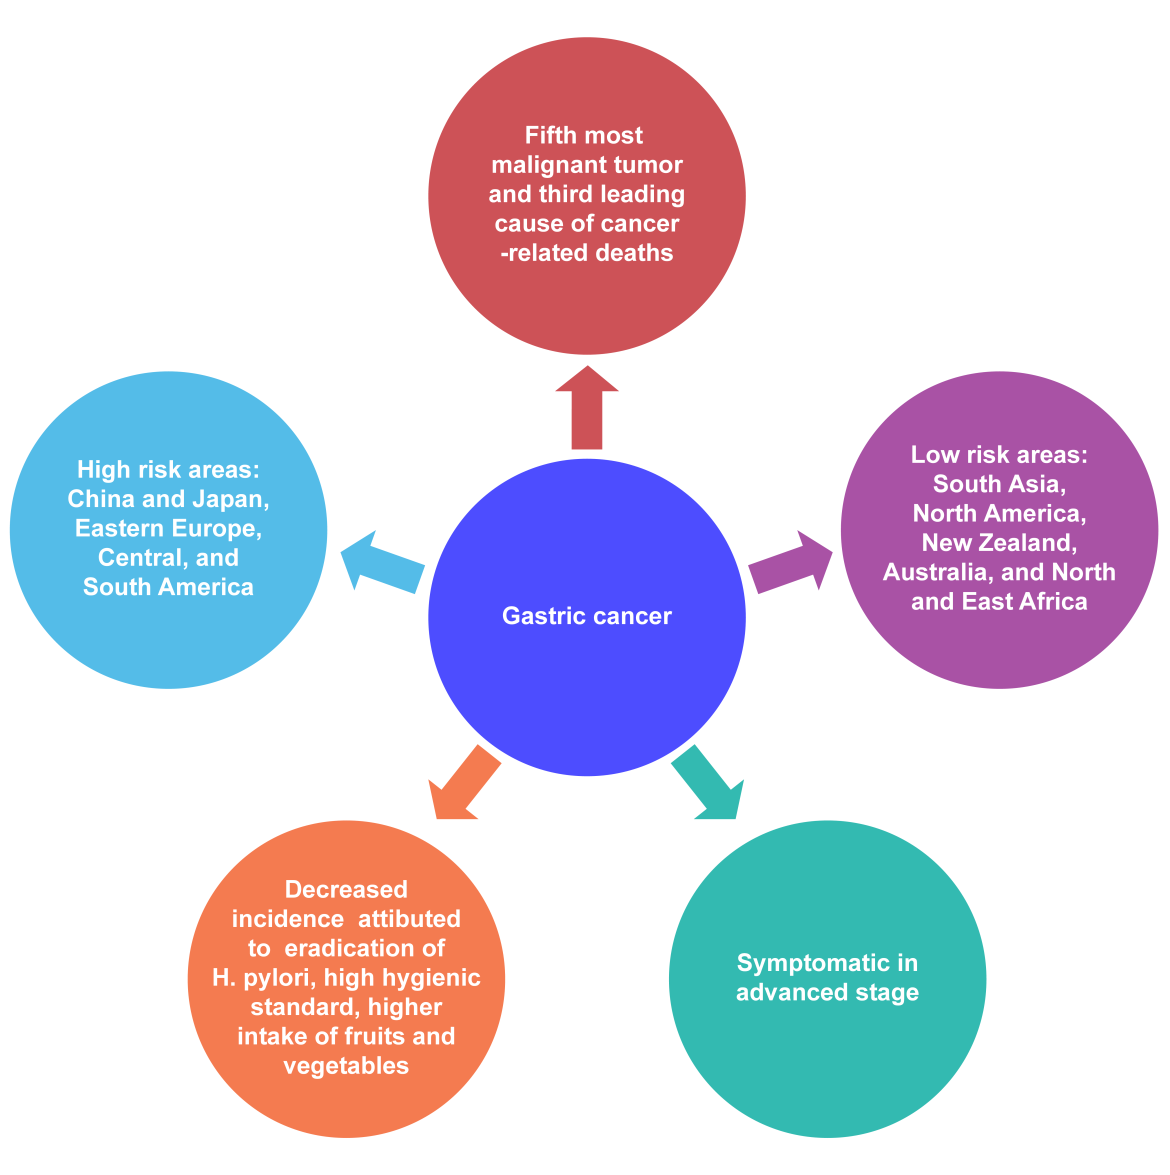 Fifth most
malignant tumor
and third leading
cause of cancer
-related deaths
High risk areas:
China and Japan,
Eastern Europe,
Central, and
South America
Low risk areas:
South Asia,
North America,
New Zealand,
Australia, and North
and East Africa
Gastric cancer
Decreased
incidence  attibuted
to  eradication of
H. pylori, high hygienic
standard, higher
intake of fruits and
vegetables
Symptomatic in
advanced stage